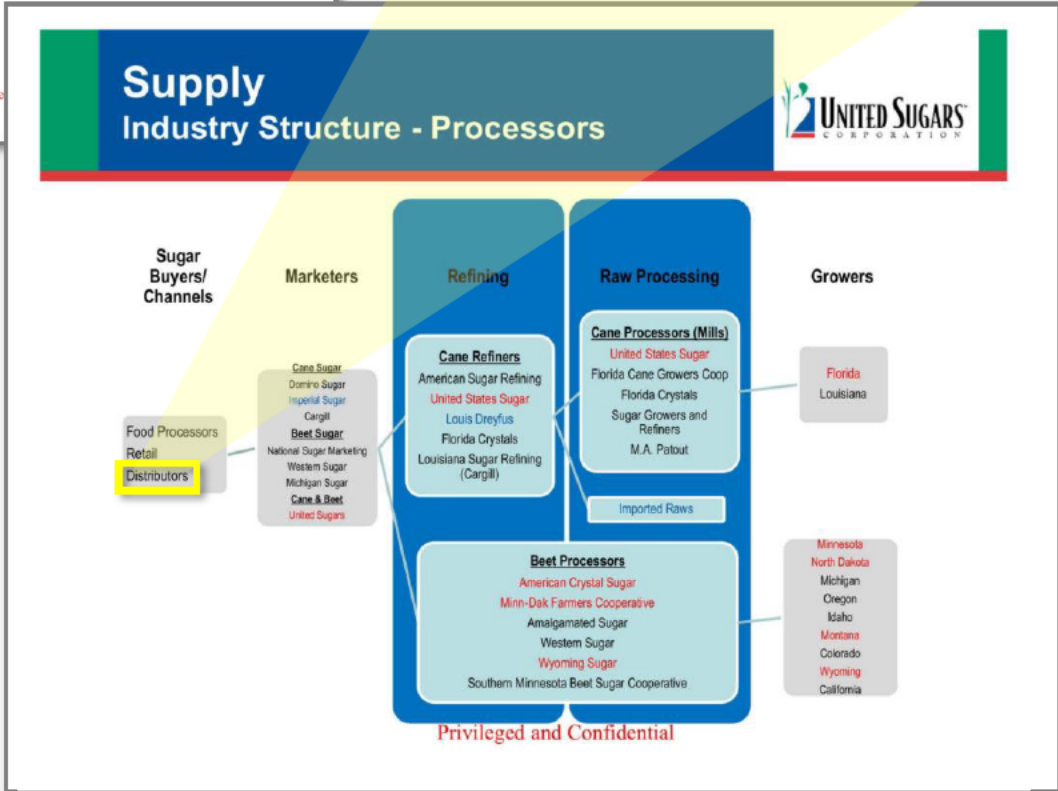 Supply
Industry Structure - Processors
UNITED SUGARS
CORPORATION
Sugar
Buyers/
Channels
Marketers
Refining
Raw Processing
Growers
Food Processors
Retail
Distributors
Cane Sugar
Domino Sugar
Imperial Sugar
Cargill
Beet Sugar
National Sugar Marketing
Western Sugar
Michigan Sugar
Cane & Beet
United Sugars
Cane Refiners
American Sugar Refining
United States Sugar
Louis Dreyfus
Florida Crystals
Louisiana Sugar Refining
(Cargill)
Cane Processors (Mills)
United States Sugar
Florida Cane Growers Coop
Florida Crystals
Sugar Growers and
Refiners
M.A. Patout
Imported Raws
Florida
Louisiana
Beet Processors
American Crystal Sugar
Minn-Dak Farmers Cooperative
Amalgamated Sugar
Western Sugar
Wyoming Sugar
Southern Minnesota Beet Sugar Cooperative
Minnesota
North Dakota
Michigan
Oregon
Idaho
Montana
Colorado
Wyoming
California
Privileged and Confidential